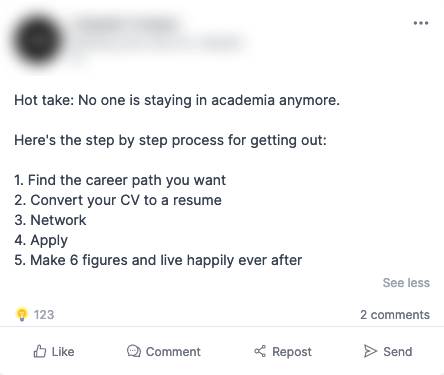 Hot take: No one is staying in academia anymore.
Here's the step by step process for getting out:
1. Find the career path you want
2. Convert your CV to a resume
3. Network
4. Apply
5. Make 6 figures and live happily ever after
See less
123
2 comments
Like
Comment
Repost
Send